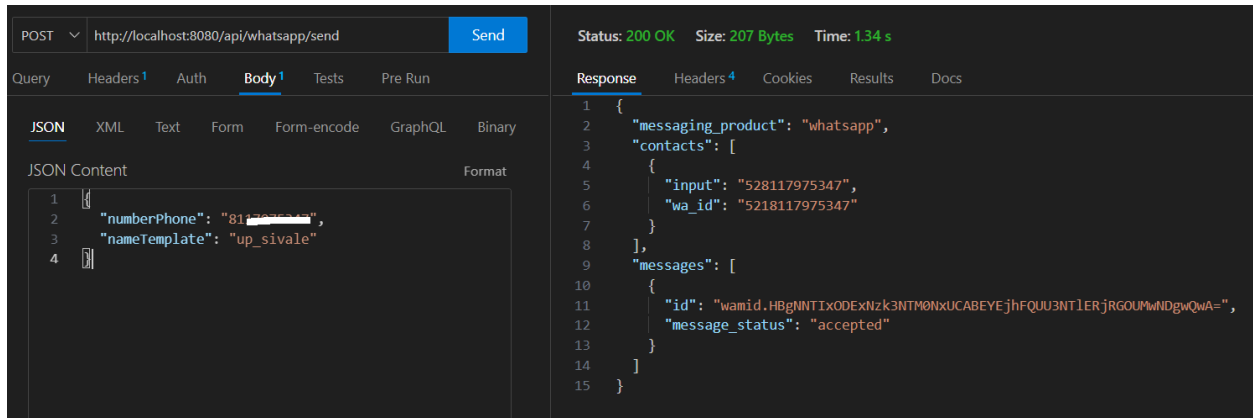 POST http://localhost:8080/api/whatsapp/send Send
Query Headers 1 Auth Body 1 Tests Pre Run
JSON XML Text Form Form-encode GraphQL Binary
JSON Content Format
1 {
2 "numberPhone": "81
3 "nameTemplate": "up_sivale"
4 }
Status: 200 OK Size: 207 Bytes Time: 1.34 s
Response Headers 4 Cookies Results Docs
1 {
2 "messaging_product": "whatsapp",
3 "contacts": [
4 {
5 "input": "528117975347",
6 "wa_id": "5218117975347"
7 }
8 ],
9 "messages": [
10 {
11 "id": "wamid.HBgNNTIxODExNzk3NTM0NxUCABEYEjhFQUU3NTlERjRGOUMwNDgwQwA=",
12 "message_status": "accepted"
13 }
14 ]
15 }